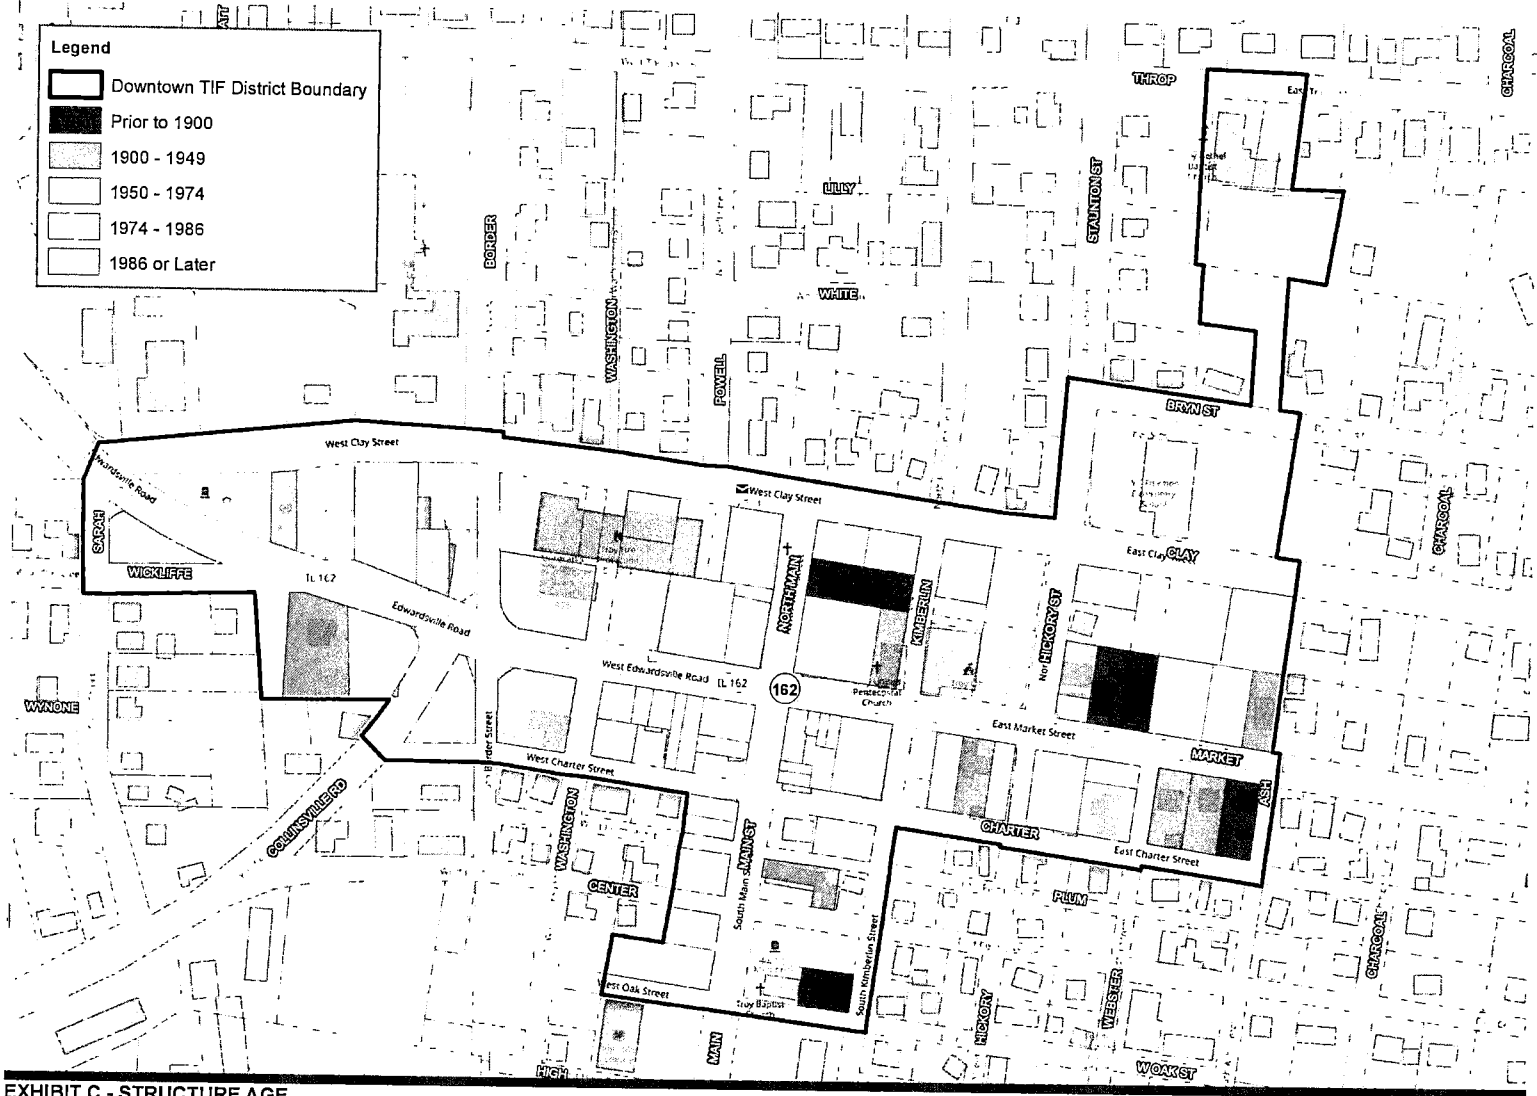 Legend
Downtown TIF District Boundary
Prior to 1900
1900 - 1949
1950 - 1974
1974 - 1986
1986 or Later
CHARCOAL
THROP
LILLY
STAUNTON ST
BORDER
WHITE
WASHINGTON
POWELL
BRYN ST
West Clay Street
West Clay Street
SARAH
WICKLIFFE
IL 162
Edwardsville Road
East Clay
CLAY
CHARCOAL
NORTH MAIN
KIMBERLIN
HICKORY ST
West Edwardsville Road
IL 162
162
Pentecostal
Church
WYNONE
Border Street
East Market Street
MARKET
West Charter Street
ASH
COLLINSVILLE RD
WASHINGTON
CHARTER
East Charter Street
MAIN ST
South Main
CENTER
PLUM
South Kimberlin Street
CHARCOAL
West Oak Street
Troy Baptist
HICKORY
WEBSTER
MAIN
HIGH
W OAK ST
EXHIBIT C - STRUCTURE AGE